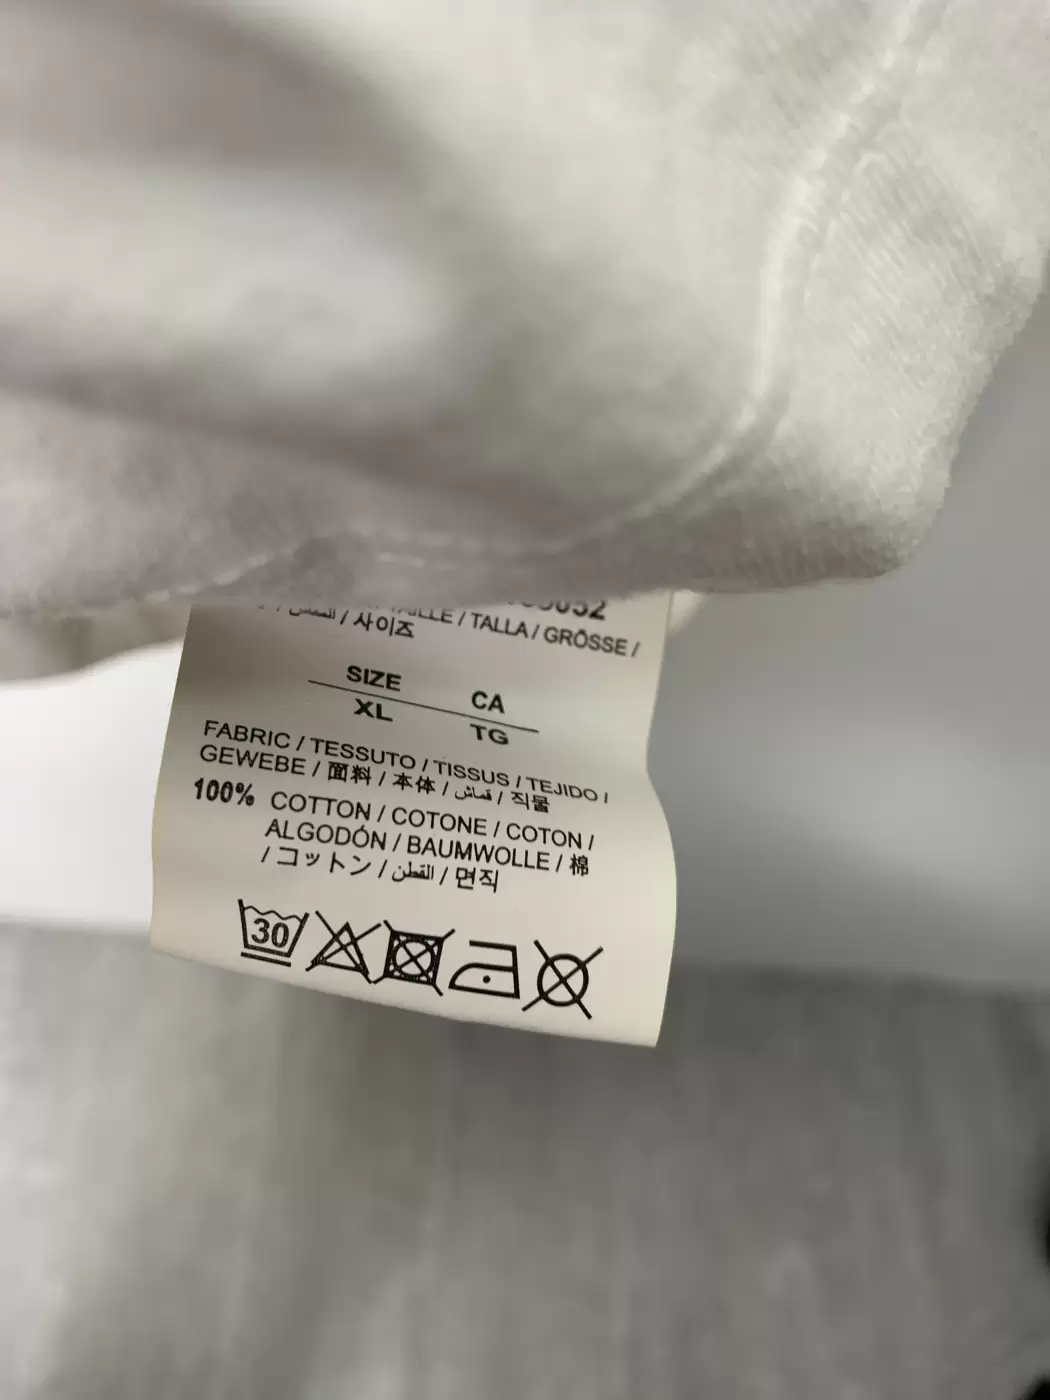 TAILLE / TALLA / GRÖSSE /
/ 사이즈
SIZE CA
XL TG
FABRIC / TESSUTO / TISSUS / TEJIDO /
GEWEBE / 面料 / 本体 / قماش / 직물
100% COTTON / COTONE / COTON /
ALGODÓN / BAUMWOLLE / 棉
/ コットン / القطن / 면직
30